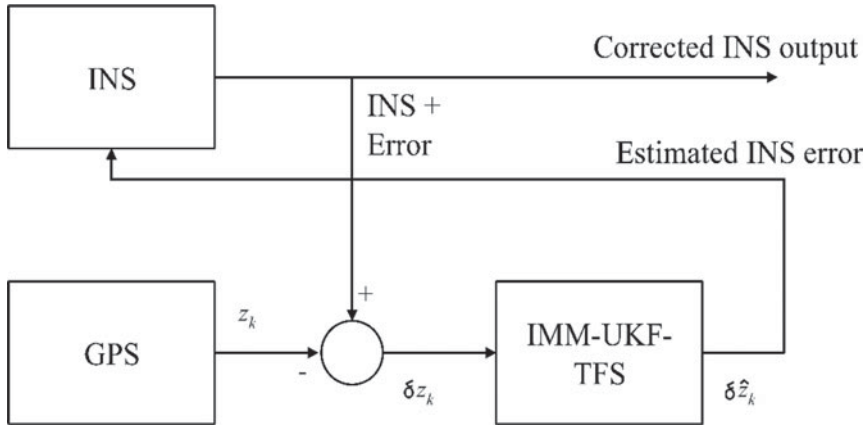 INS
Corrected INS output
INS +
Error
Estimated INS error
+
z_k
GPS
-
δz_k
IMM-UKF-
TFS
δẑ_k